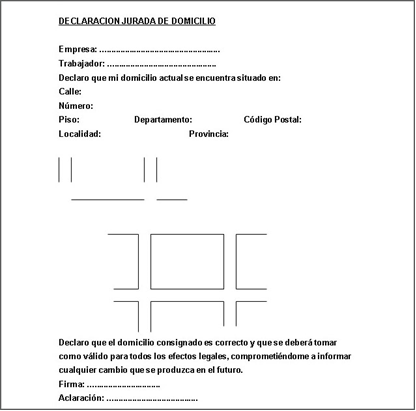 DECLARACION JURADA DE DOMICILIO
Empresa: ................................................
Trabajador: ...........................................
Declaro que mi domicilio actual se encuentra situado en:
Calle:
Número:
Piso: Departamento: Código Postal:
Localidad: Provincia:
Declaro que el domicilio consignado es correcto y que se deberá tomar
como válido para todos los efectos legales, comprometiéndome a informar
cualquier cambio que se produzca en el futuro.
Firma: .............................
Aclaración: ....................................